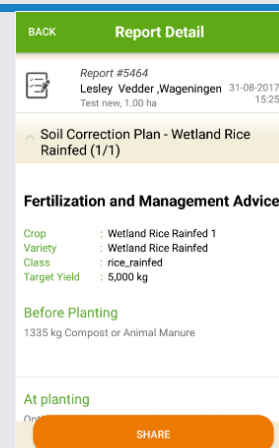 BACK Report Detail
Report #5464
Lesley Vedder ,Wageningen 31-08-2017
Test new, 1.00 ha 15:25
Soil Correction Plan - Wetland Rice
Rainfed (1/1)
Fertilization and Management Advice
Crop : Wetland Rice Rainfed 1
Variety : Wetland Rice Rainfed
Class : rice_rainfed
Target Yield : 5,000 kg
Before Planting
1335 kg Compost or Animal Manure
At planting
SHARE